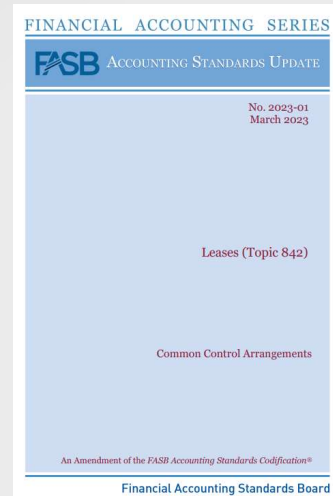 FINANCIAL ACCOUNTING SERIES
FASB ACCOUNTING STANDARDS UPDATE
No. 2023-01
March 2023
Leases (Topic 842)
Common Control Arrangements
An Amendment of the FASB Accounting Standards Codification®
Financial Accounting Standards Board